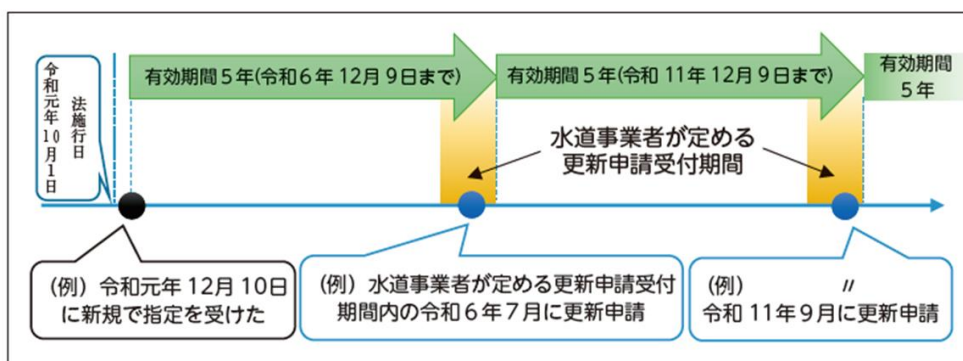 法施行日
令和元年10月1日
有効期間5年(令和6年12月9日まで)
有効期間5年(令和11年12月9日まで)
有効期間
5年
水道事業者が定める
更新申請受付期間
(例)令和元年12月10日
に新規で指定を受けた
(例)水道事業者が定める更新申請受付
期間内の令和6年7月に更新申請
(例) 〃
令和11年9月に更新申請